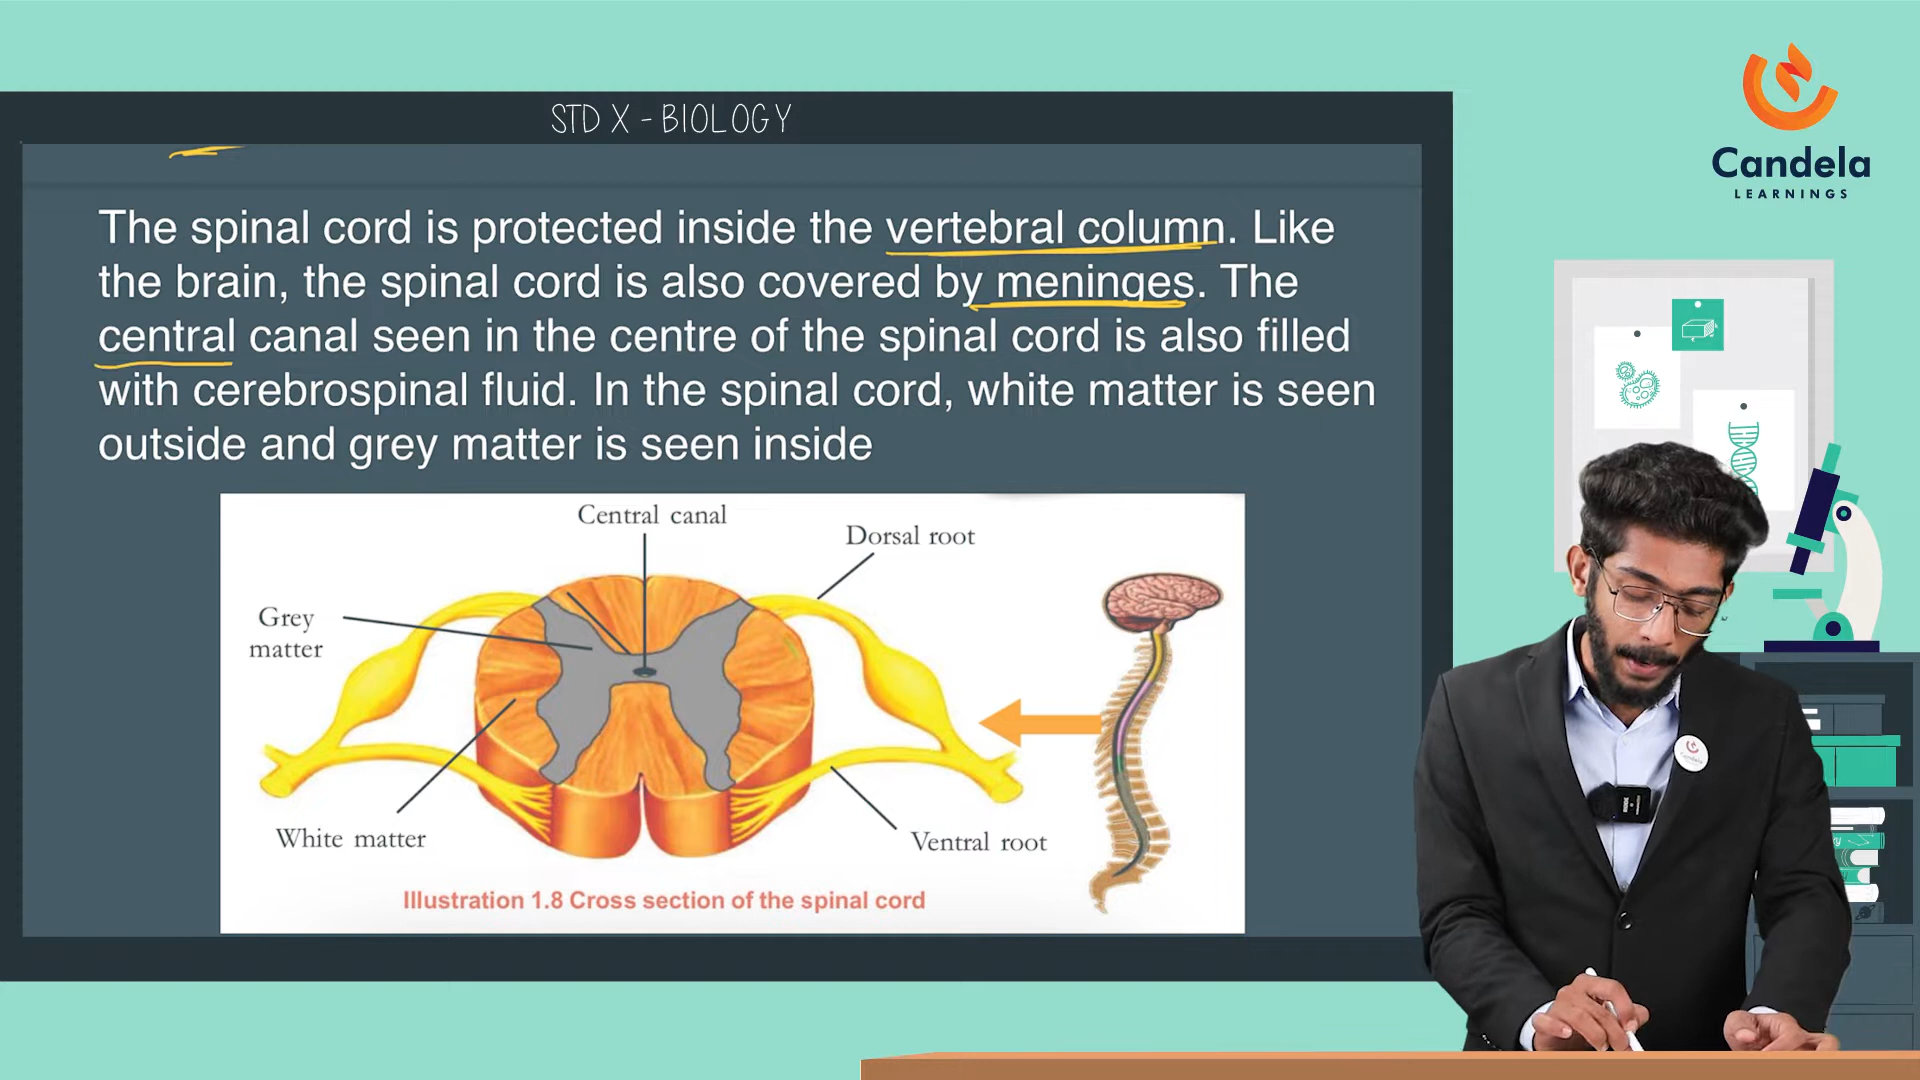 STD X - BIOLOGY
Candela
LEARNINGS
The spinal cord is protected inside the vertebral column. Like
the brain, the spinal cord is also covered by meninges. The
central canal seen in the centre of the spinal cord is also filled
with cerebrospinal fluid. In the spinal cord, white matter is seen
outside and grey matter is seen inside
Central canal
Dorsal root
Grey
matter
White matter
Ventral root
Illustration 1.8 Cross section of the spinal cord